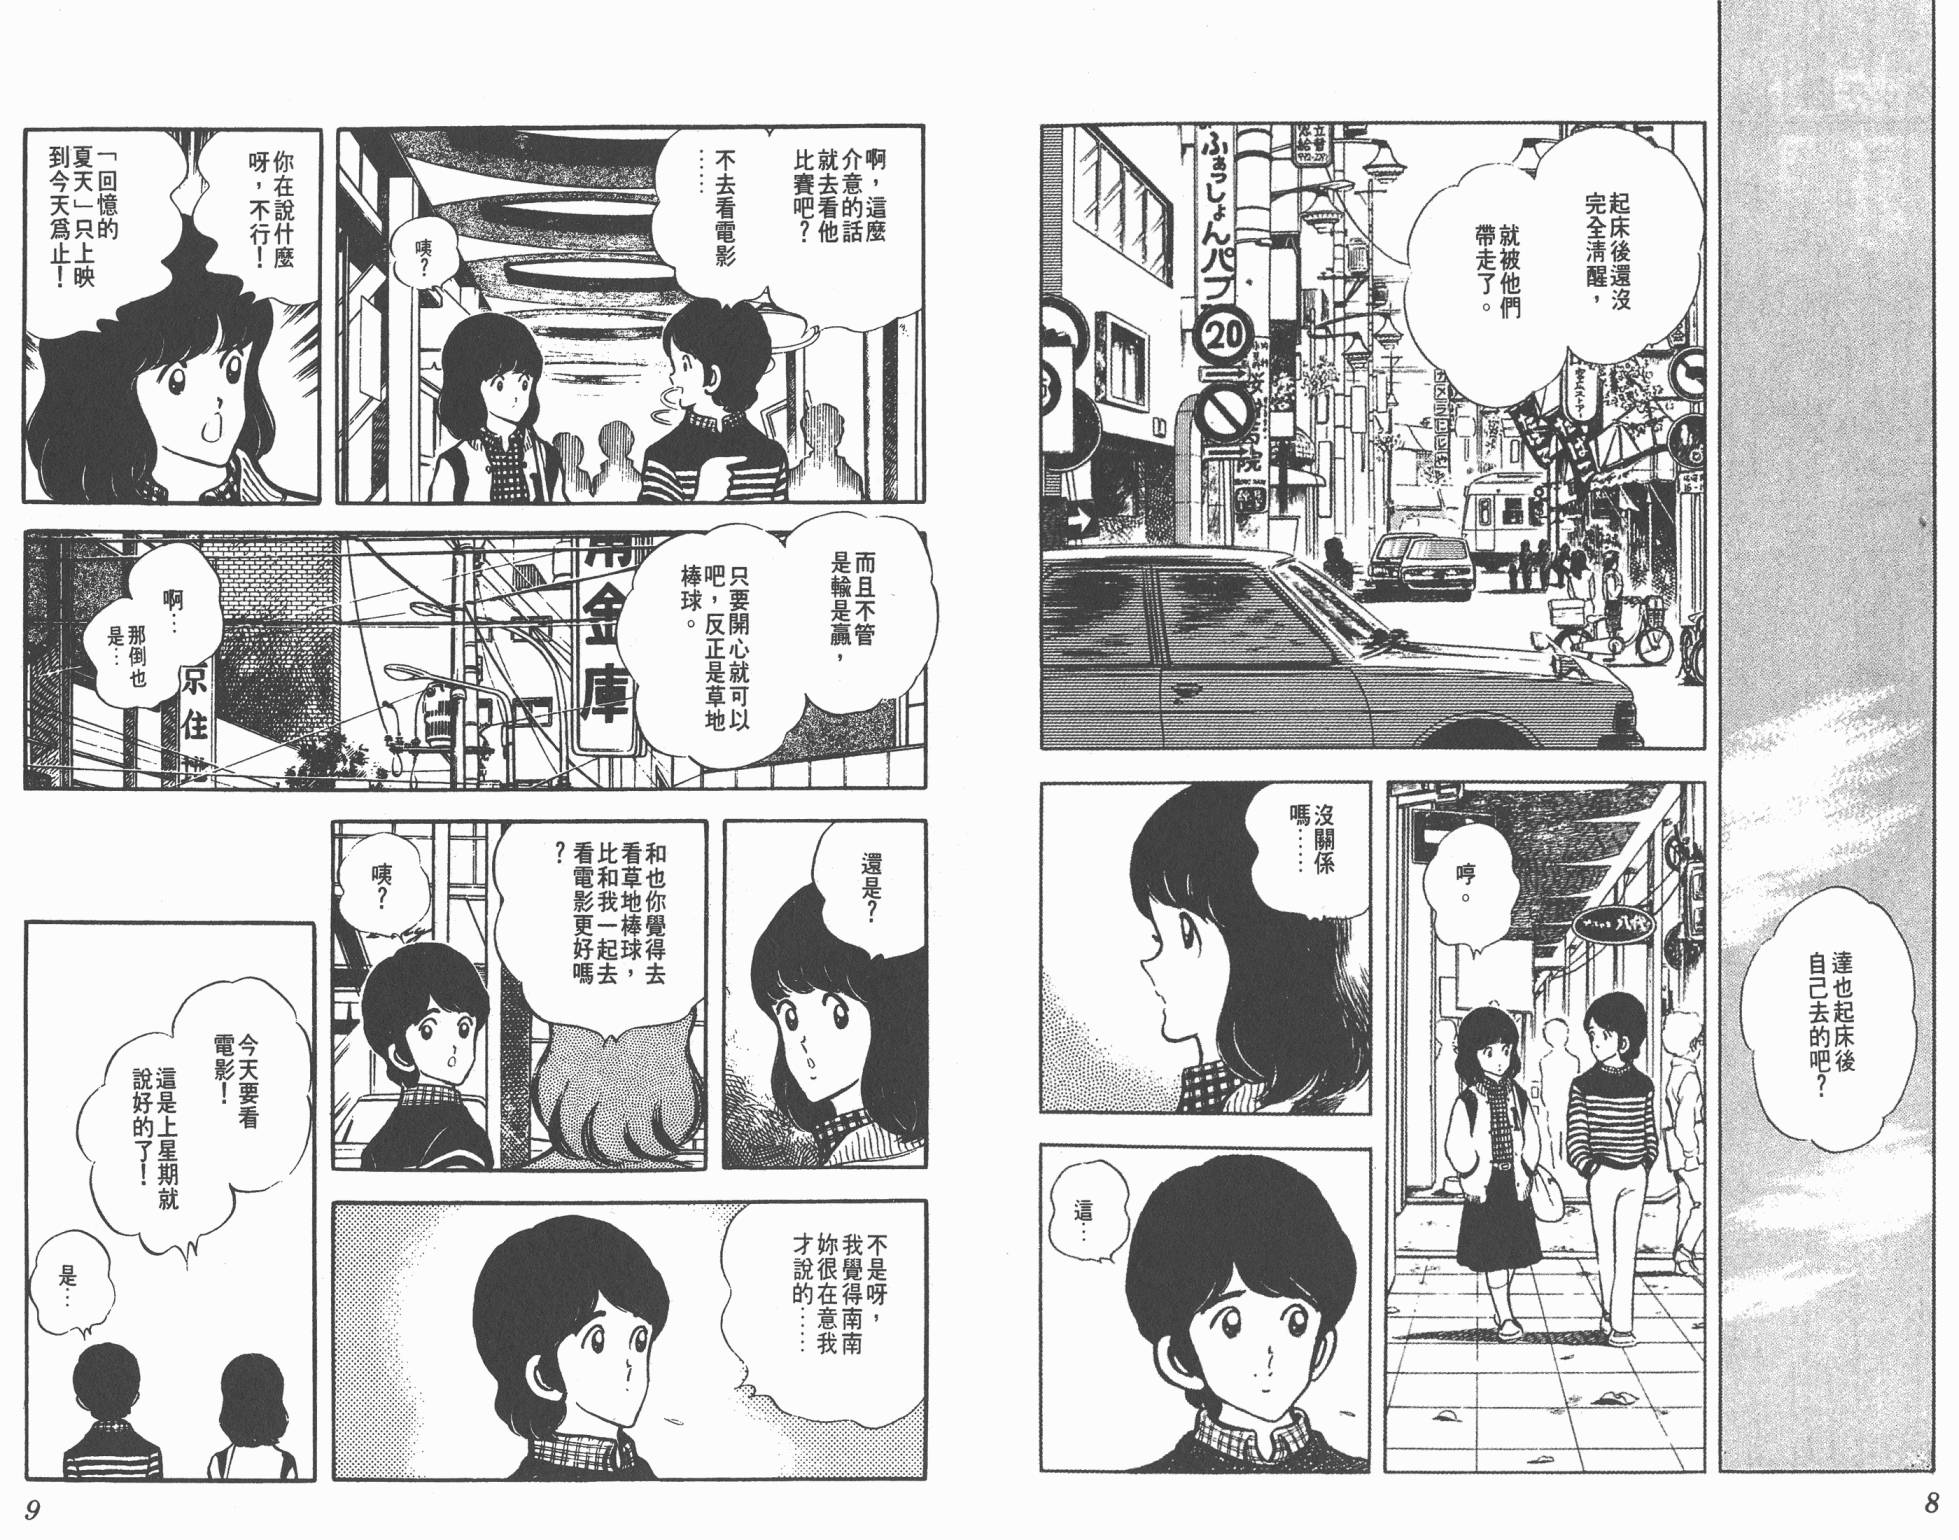 達也起床後
自己去的吧？
起床後還沒
完全清醒，
就被他們
帶走了。
ふぁっしょんパブ
20
哼。
沒關係
嗎……
這…
8
啊，這麼
介意的話
就去看他
比賽吧？
不去看電影
……
咦？
你在說什麼
呀，不行！
「回憶的
夏天」只上映
到今天為止！
而且不管
是輸是贏，
只要開心就可以
吧，反正是草地
棒球。
金庫
啊…
那倒也
是…
京住
還是？
和也你覺得去
看草地棒球，
比和我一起去
看電影更好嗎
？
咦？
不是呀，
我覺得南南
妳很在意我
才說的……
今天要看
電影！
這是上星期就
說好的了！
是…
9